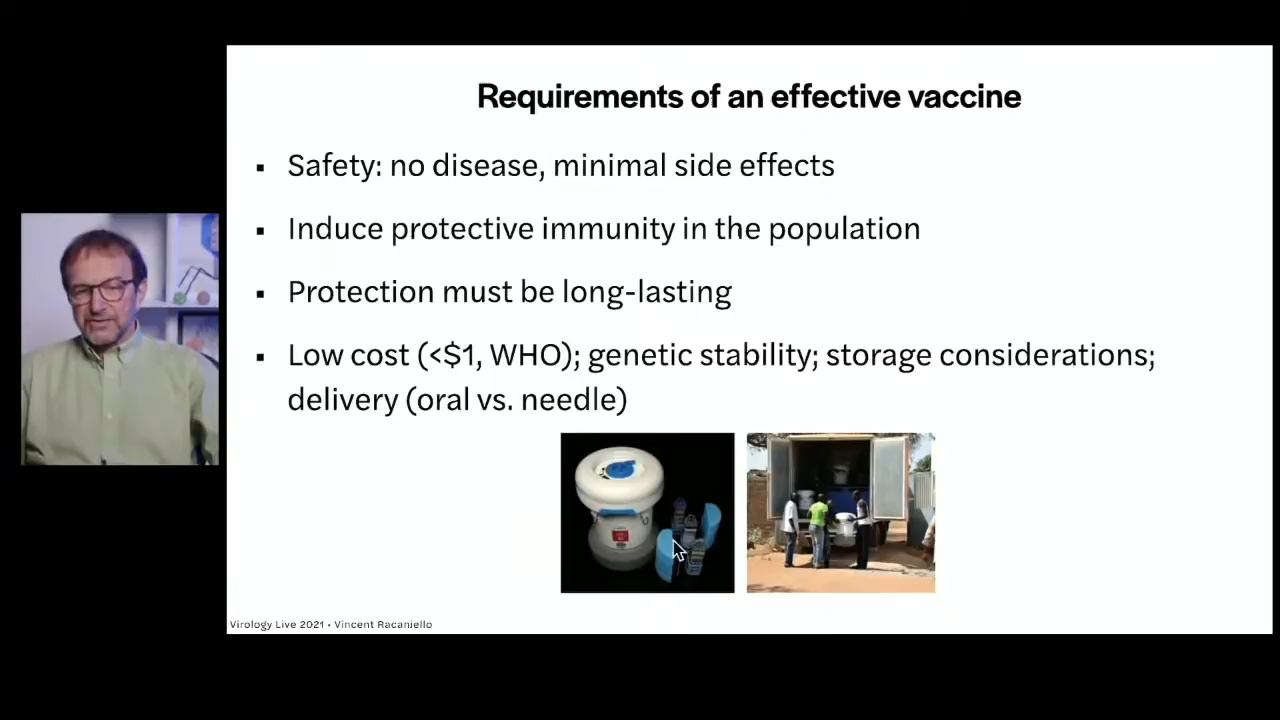 Requirements of an effective vaccine
▪ Safety: no disease, minimal side effects
▪ Induce protective immunity in the population
▪ Protection must be long-lasting
▪ Low cost (<$1, WHO); genetic stability; storage considerations;
delivery (oral vs. needle)
Virology Live 2021 • Vincent Racaniello